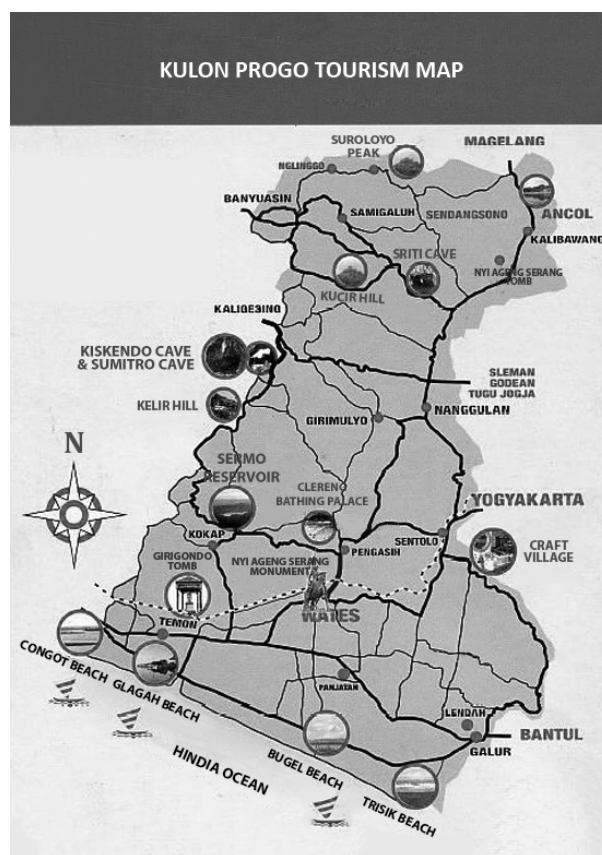 KULON PROGO TOURISM MAP
SUROLOYO
PEAK
MAGELANG
NGLINGGO
BANYUASIN
SAMIGALUH
SENDANGSONO
ANCOL
KALIBAWANG
SRITI CAVE
NYI AGENG SERANG
TOMB
KUCIR HILL
KALIGESING
KISKENDO CAVE
& SUMITRO CAVE
SLEMAN
GODEAN
TUGU JOGJA
KELIR HILL
GIRIMULYO
NANGGULAN
N
SERMO
RESERVOIR
CLERENG
BATHING PALACE
YOGYAKARTA
KOKAP
SENTOLO
CRAFT
VILLAGE
GIRIGONDO
TOMB
NYI AGENG SERANG
MONUMENT
PENGASIH
WATES
TEMON
CONGOT BEACH
GLAGAH BEACH
PANJATAN
LENDAH
BANTUL
GALUR
HINDIA OCEAN
BUGEL BEACH
TRISIK BEACH